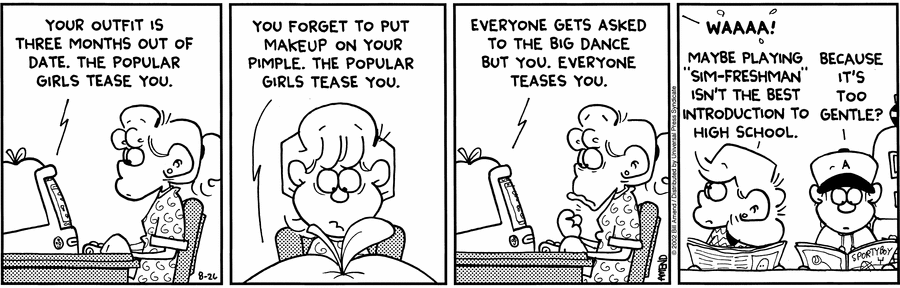 YOUR OUTFIT IS
THREE MONTHS OUT OF
DATE. THE POPULAR
GIRLS TEASE YOU.
8-26
YOU FORGET TO PUT
MAKEUP ON YOUR
PIMPLE. THE POPULAR
GIRLS TEASE YOU.
EVERYONE GETS ASKED
TO THE BIG DANCE
BUT YOU. EVERYONE
TEASES YOU.
AMEND
© 2002 Bill Amend / Distributed by Universal Press Syndicate
WAAAA!
MAYBE PLAYING
"SIM-FRESHMAN"
ISN'T THE BEST
INTRODUCTION TO
HIGH SCHOOL.
BECAUSE
IT'S
TOO
GENTLE?
A
SPORTYBOY